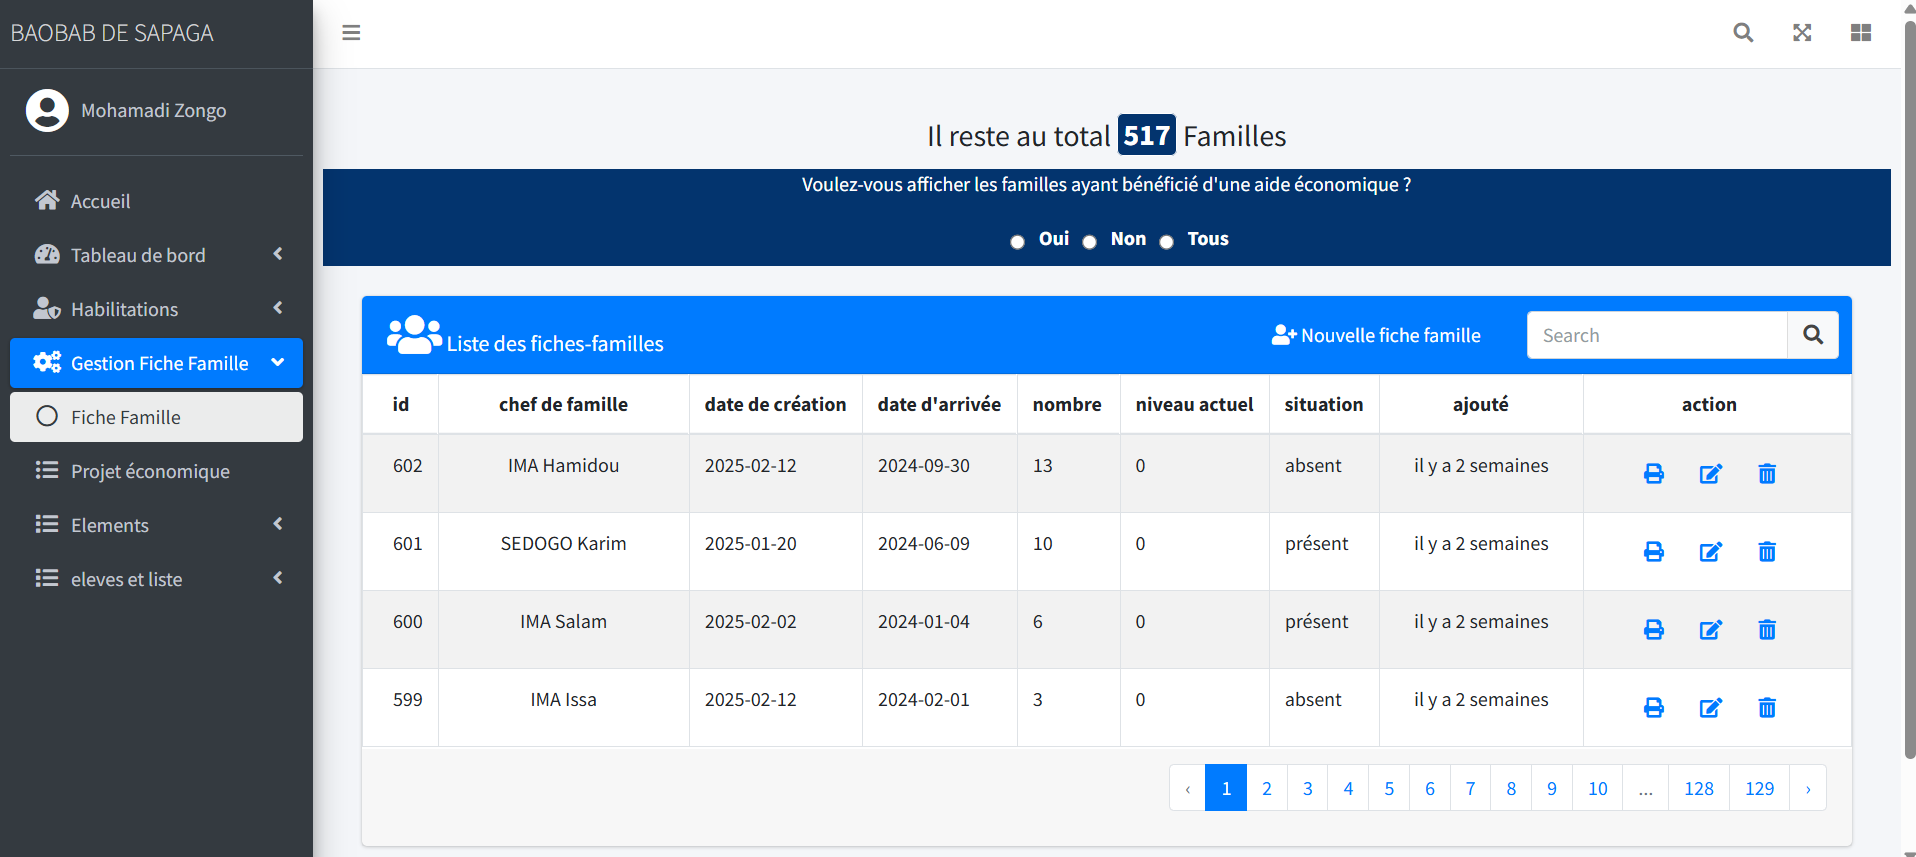 BAOBAB DE SAPAGA
Mohamadi Zongo
Accueil
Tableau de bord
Habilitations
Gestion Fiche Famille
Fiche Famille
Projet économique
Elements
eleves et liste
Il reste au total 517 Familles
Voulez-vous afficher les familles ayant bénéficié d'une aide économique ?
Oui Non Tous
Liste des fiches-familles Nouvelle fiche famille Search
id chef de famille date de création date d'arrivée nombre niveau actuel situation ajouté action
602 IMA Hamidou 2025-02-12 2024-09-30 13 0 absent il y a 2 semaines
601 SEDOGO Karim 2025-01-20 2024-06-09 10 0 présent il y a 2 semaines
600 IMA Salam 2025-02-02 2024-01-04 6 0 présent il y a 2 semaines
599 IMA Issa 2025-02-12 2024-02-01 3 0 absent il y a 2 semaines
‹ 1 2 3 4 5 6 7 8 9 10 ... 128 129 ›